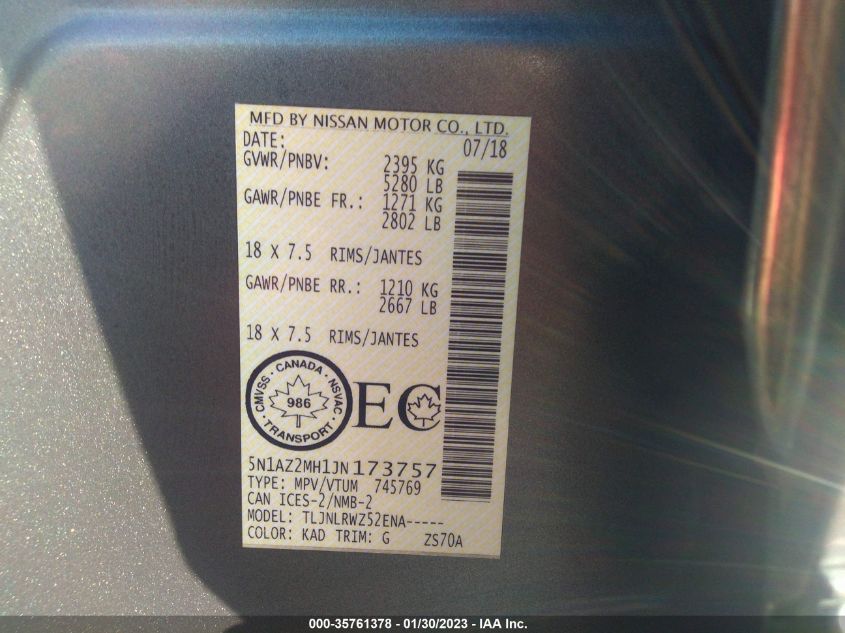 MFD BY NISSAN MOTOR CO., LTD.
DATE: 07/18
GVWR/PNBV: 2395 KG
5280 LB
GAWR/PNBE FR.: 1271 KG
2802 LB
18 X 7.5 RIMS/JANTES
GAWR/PNBE RR.: 1210 KG
2667 LB
18 X 7.5 RIMS/JANTES
CMVSS · CANADA · NSVAC · TRANSPORT ·
986
EC
5N1AZ2MH1JN173757
TYPE: MPV/VTUM 745769
CAN ICES-2/NMB-2
MODEL: TLJNLRWZ52ENA-----
COLOR: KAD TRIM: G ZS70A
000-35761378 - 01/30/2023 - IAA Inc.